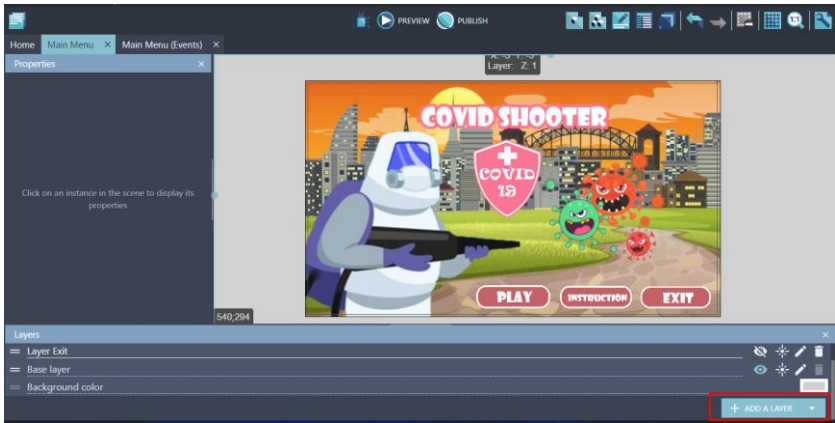 PREVIEW PUBLISH
Home Main Menu × Main Menu (Events) ×
Properties ×
Layer: Z: 1
COVID SHOOTER
COVID
19
Click on an instance in the scene to display its
properties
PLAY INSTRUCTION EXIT
540;294
Layers ×
Layer Exit
Base layer
Background color
+ ADD A LAYER